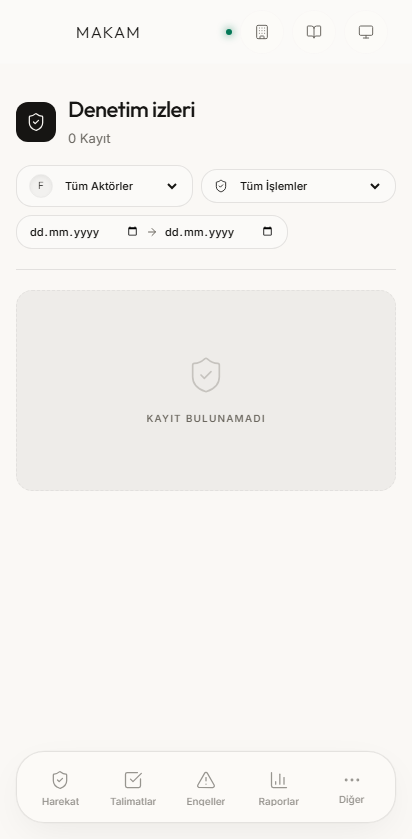 MAKAM
Denetim izleri
0 Kayıt
F Tüm Aktörler
Tüm İşlemler
dd.mm.yyyy → dd.mm.yyyy
KAYIT BULUNAMADI
Harekat Talimatlar Engeller Raporlar Diğer